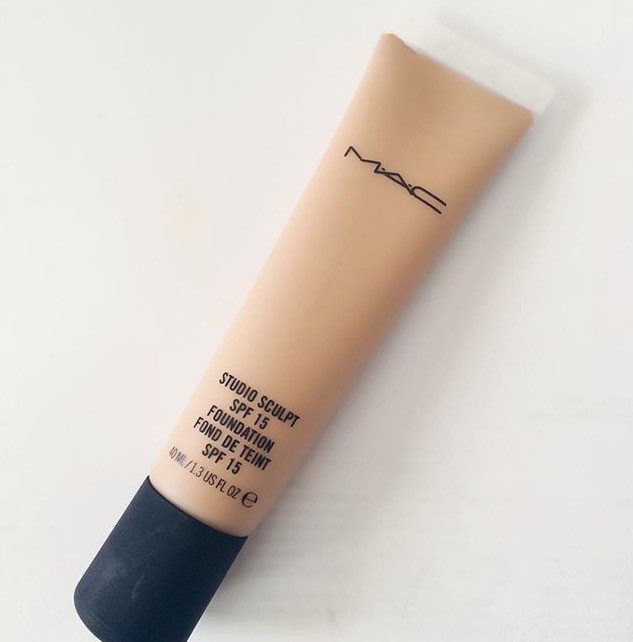 M·A·C
STUDIO SCULPT
SPF 15
FOUNDATION
FOND DE TEINT
SPF 15
40 ML / 1.3 US FL OZ ℮